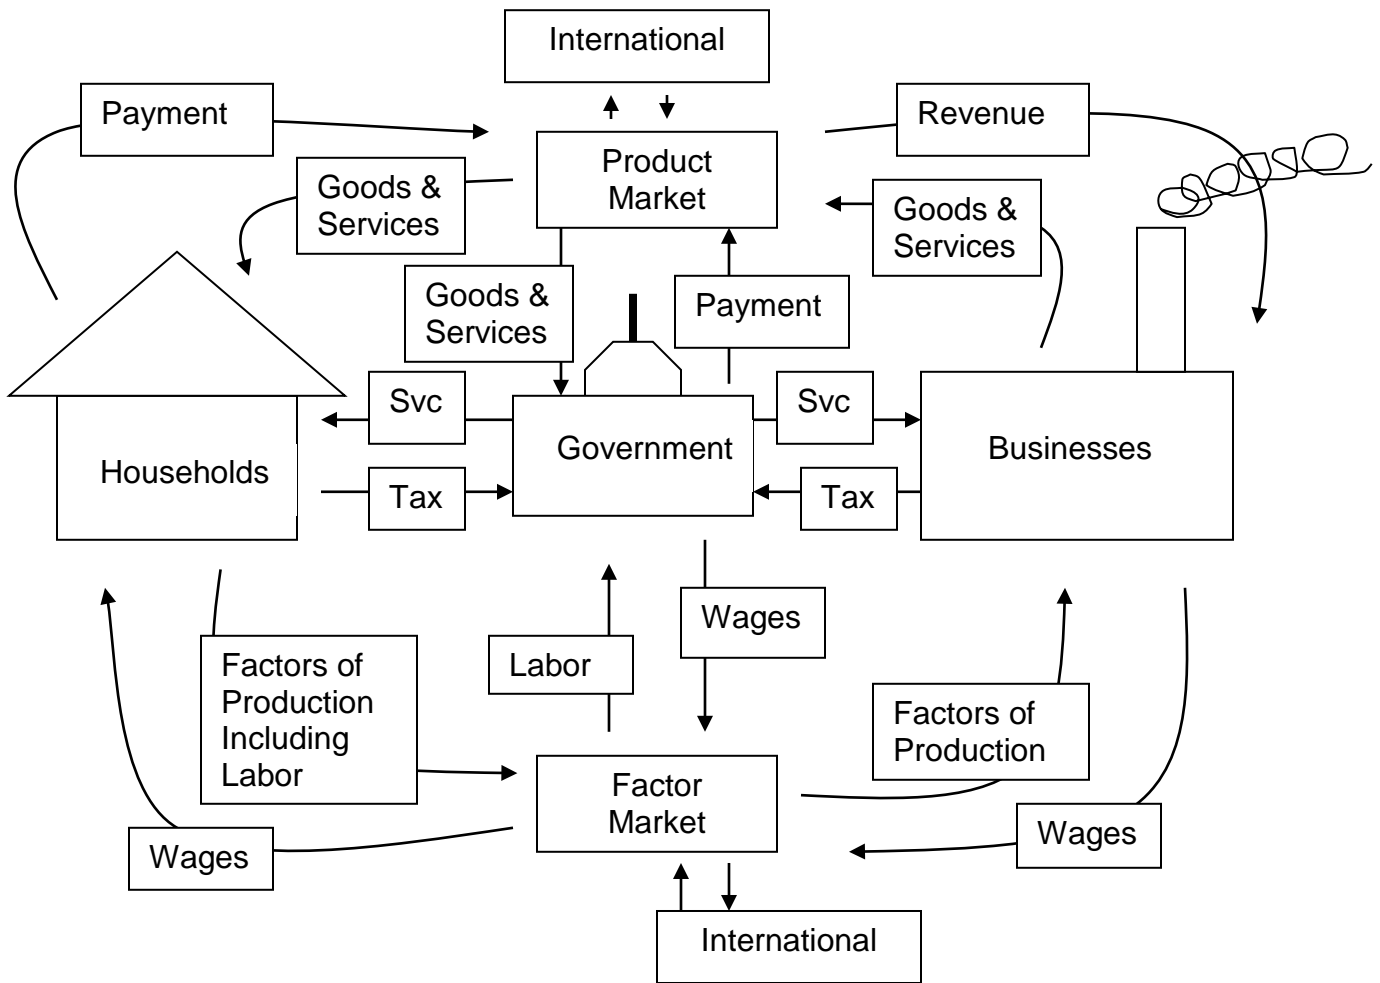 International
Payment
Revenue
Product
Market
Goods &
Services
Goods &
Services
Goods &
Services
Payment
Svc
Svc
Government
Businesses
Households
Tax
Tax
Wages
Labor
Factors of
Production
Including
Labor
Factors of
Production
Factor
Market
Wages
Wages
International